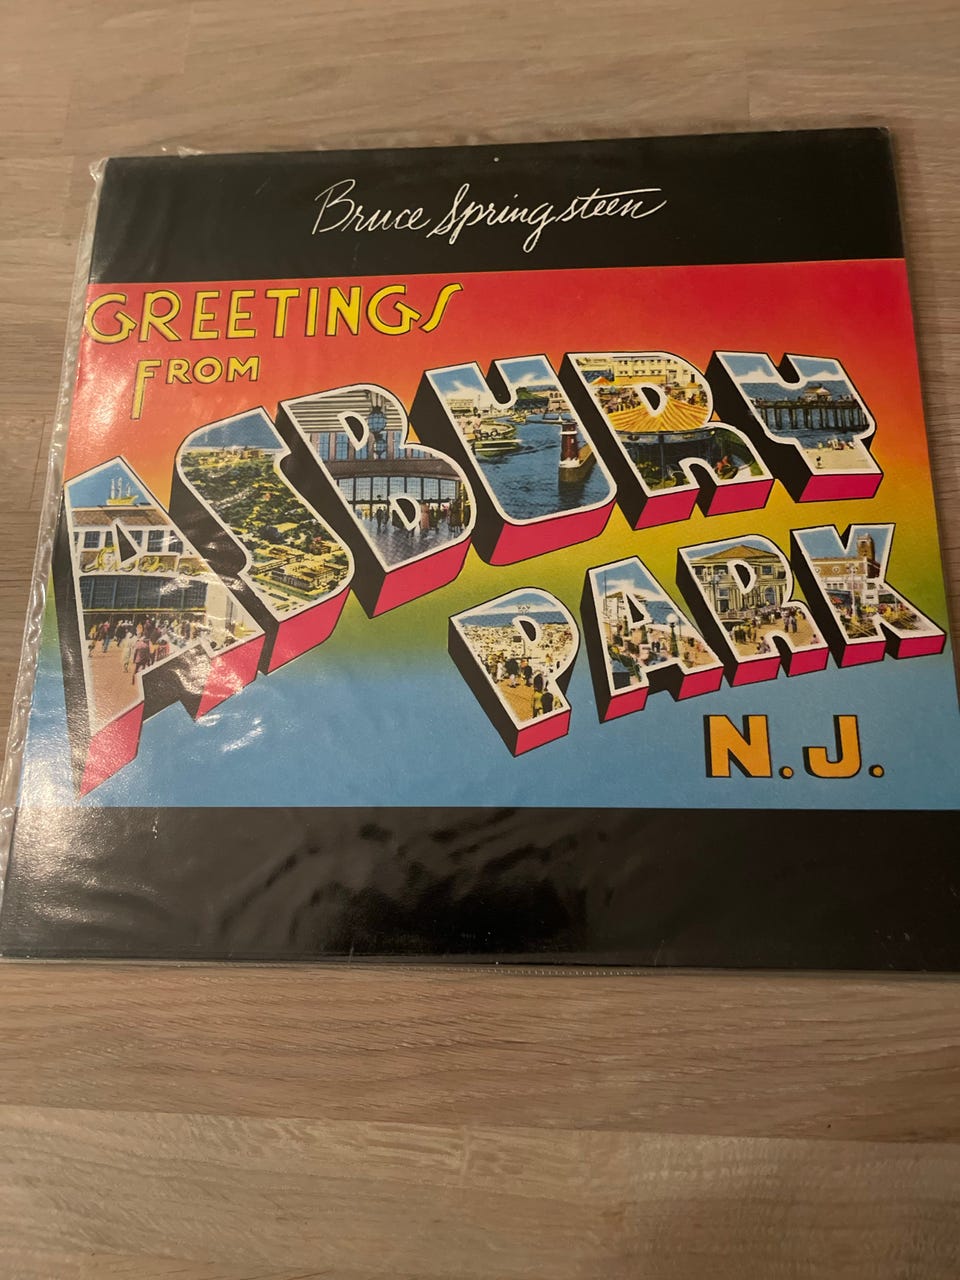 Bruce Springsteen
GREETINGS
FROM
ASBURY
PARK
N.J.